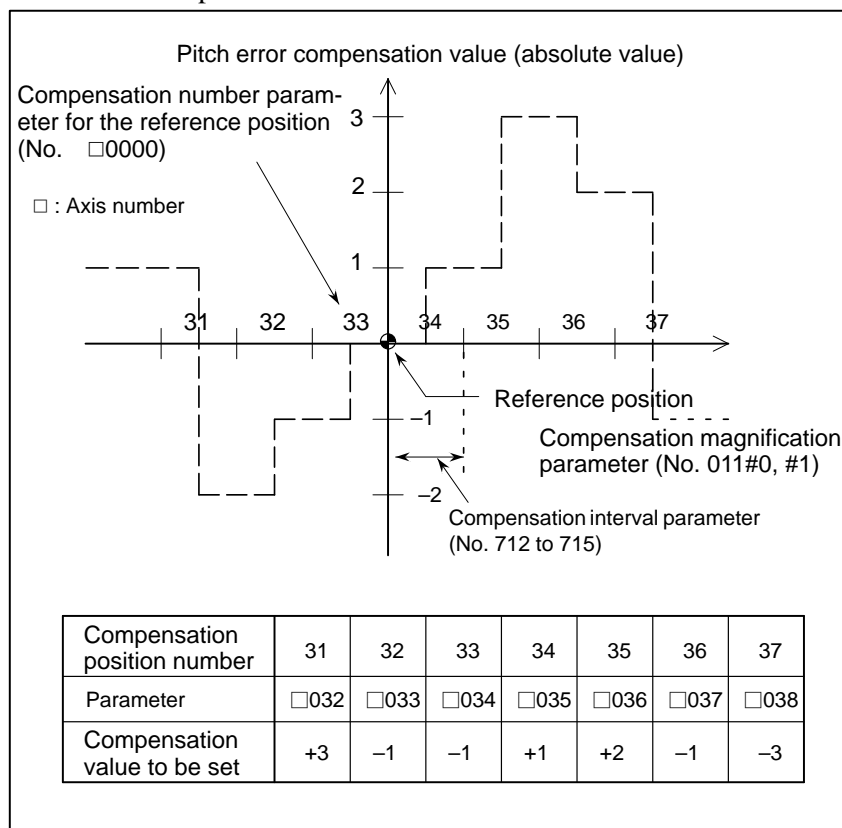 Pitch error compensation value (absolute value)
Compensation number param-
eter for the reference position
(No. □0000)
□ : Axis number
3
2
1
31 32 33 34 35 36 37
Reference position
–1
Compensation magnification
parameter (No. 011#0, #1)
–2
Compensation interval parameter
(No. 712 to 715)
Compensation
position number 31 32 33 34 35 36 37
Parameter □032 □033 □034 □035 □036 □037 □038
Compensation
value to be set +3 –1 –1 +1 +2 –1 –3